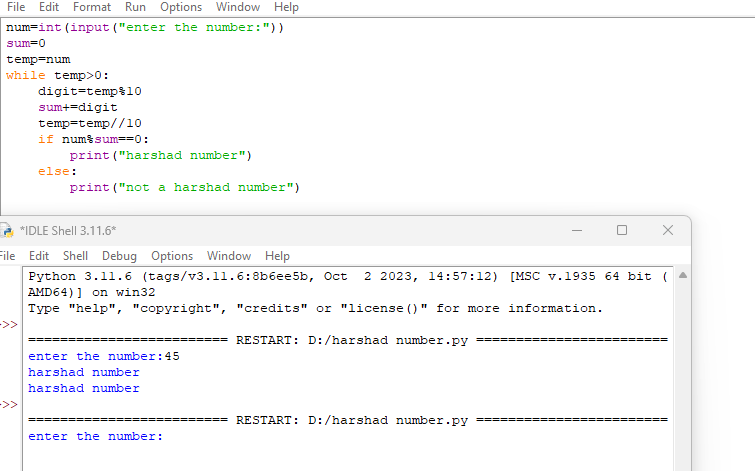 File Edit Format Run Options Window Help
num=int(input("enter the number:"))
sum=0
temp=num
while temp>0:
    digit=temp%10
    sum+=digit
    temp=temp//10
    if num%sum==0:
        print("harshad number")
    else:
        print("not a harshad number")
*IDLE Shell 3.11.6*
File Edit Shell Debug Options Window Help
Python 3.11.6 (tags/v3.11.6:8b6ee5b, Oct  2 2023, 14:57:12) [MSC v.1935 64 bit (
AMD64)] on win32
Type "help", "copyright", "credits" or "license()" for more information.
>>>
========================= RESTART: D:/harshad number.py ========================
enter the number:45
harshad number
harshad number
>>>
========================= RESTART: D:/harshad number.py ========================
enter the number: